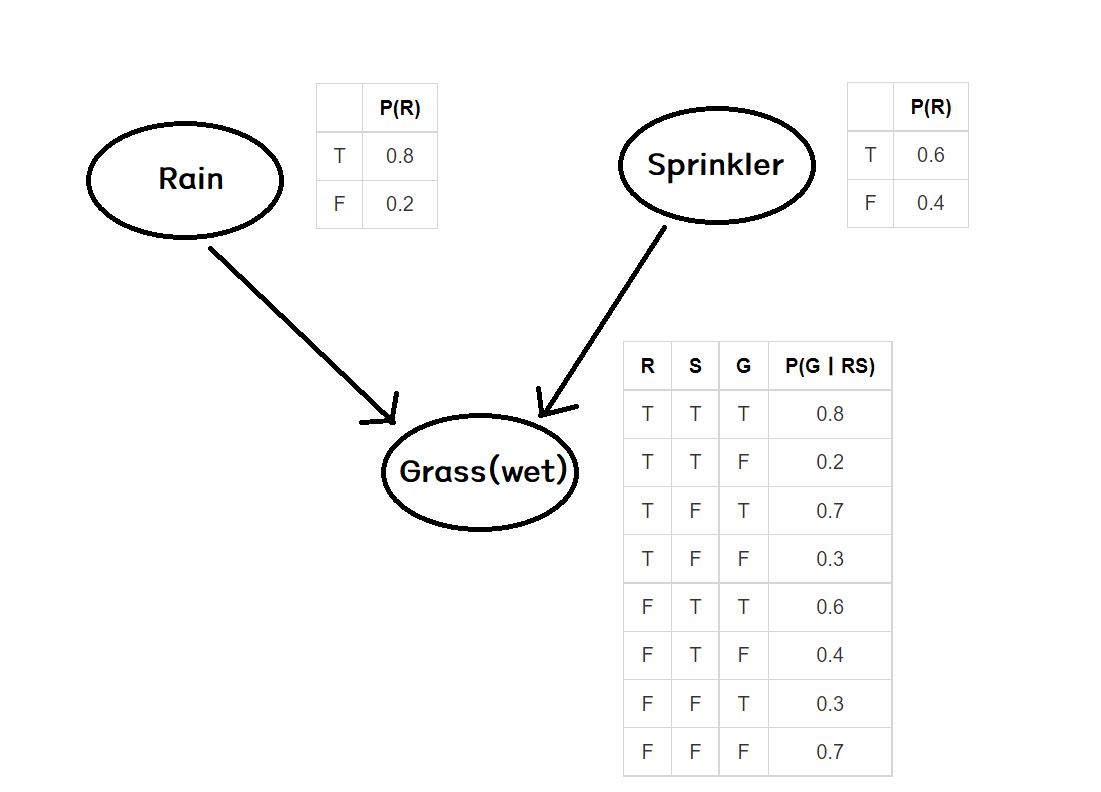 Rain
P(R)
T 0.8
F 0.2
Sprinkler
P(R)
T 0.6
F 0.4
Grass(wet)
R S G P(G | RS)
T T T 0.8
T T F 0.2
T F T 0.7
T F F 0.3
F T T 0.6
F T F 0.4
F F T 0.3
F F F 0.7